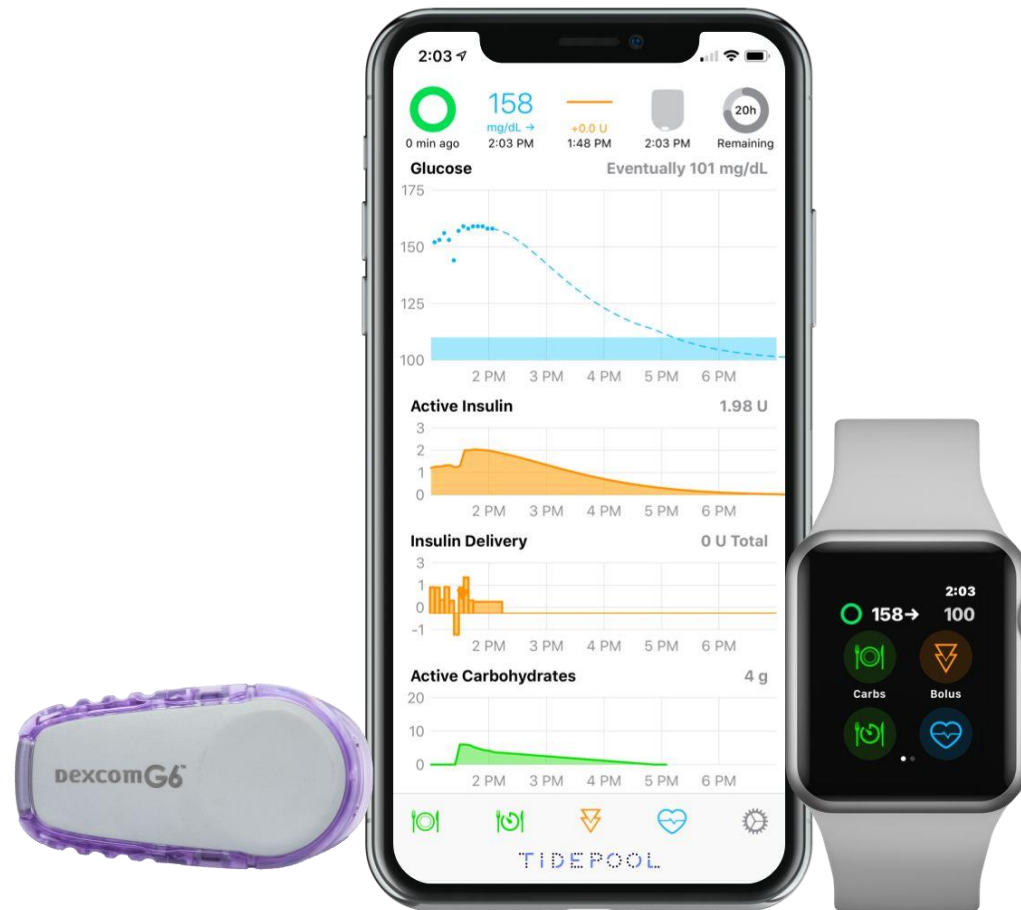 2:03
158
20h
mg/dL →
+0.0 U
0 min ago
2:03 PM
1:48 PM
2:03 PM
Remaining
Glucose
Eventually 101 mg/dL
175
150
125
100
2 PM 3 PM 4 PM 5 PM 6 PM
Active Insulin
1.98 U
3
2
1
0
2 PM 3 PM 4 PM 5 PM 6 PM
Insulin Delivery
0 U Total
3
1
0
-1
2 PM 3 PM 4 PM 5 PM 6 PM
Active Carbohydrates
4 g
20
10
0
2 PM 3 PM 4 PM 5 PM 6 PM
TIDEPOOL
Dexcom G6™
2:03
158→ 100
Carbs Bolus